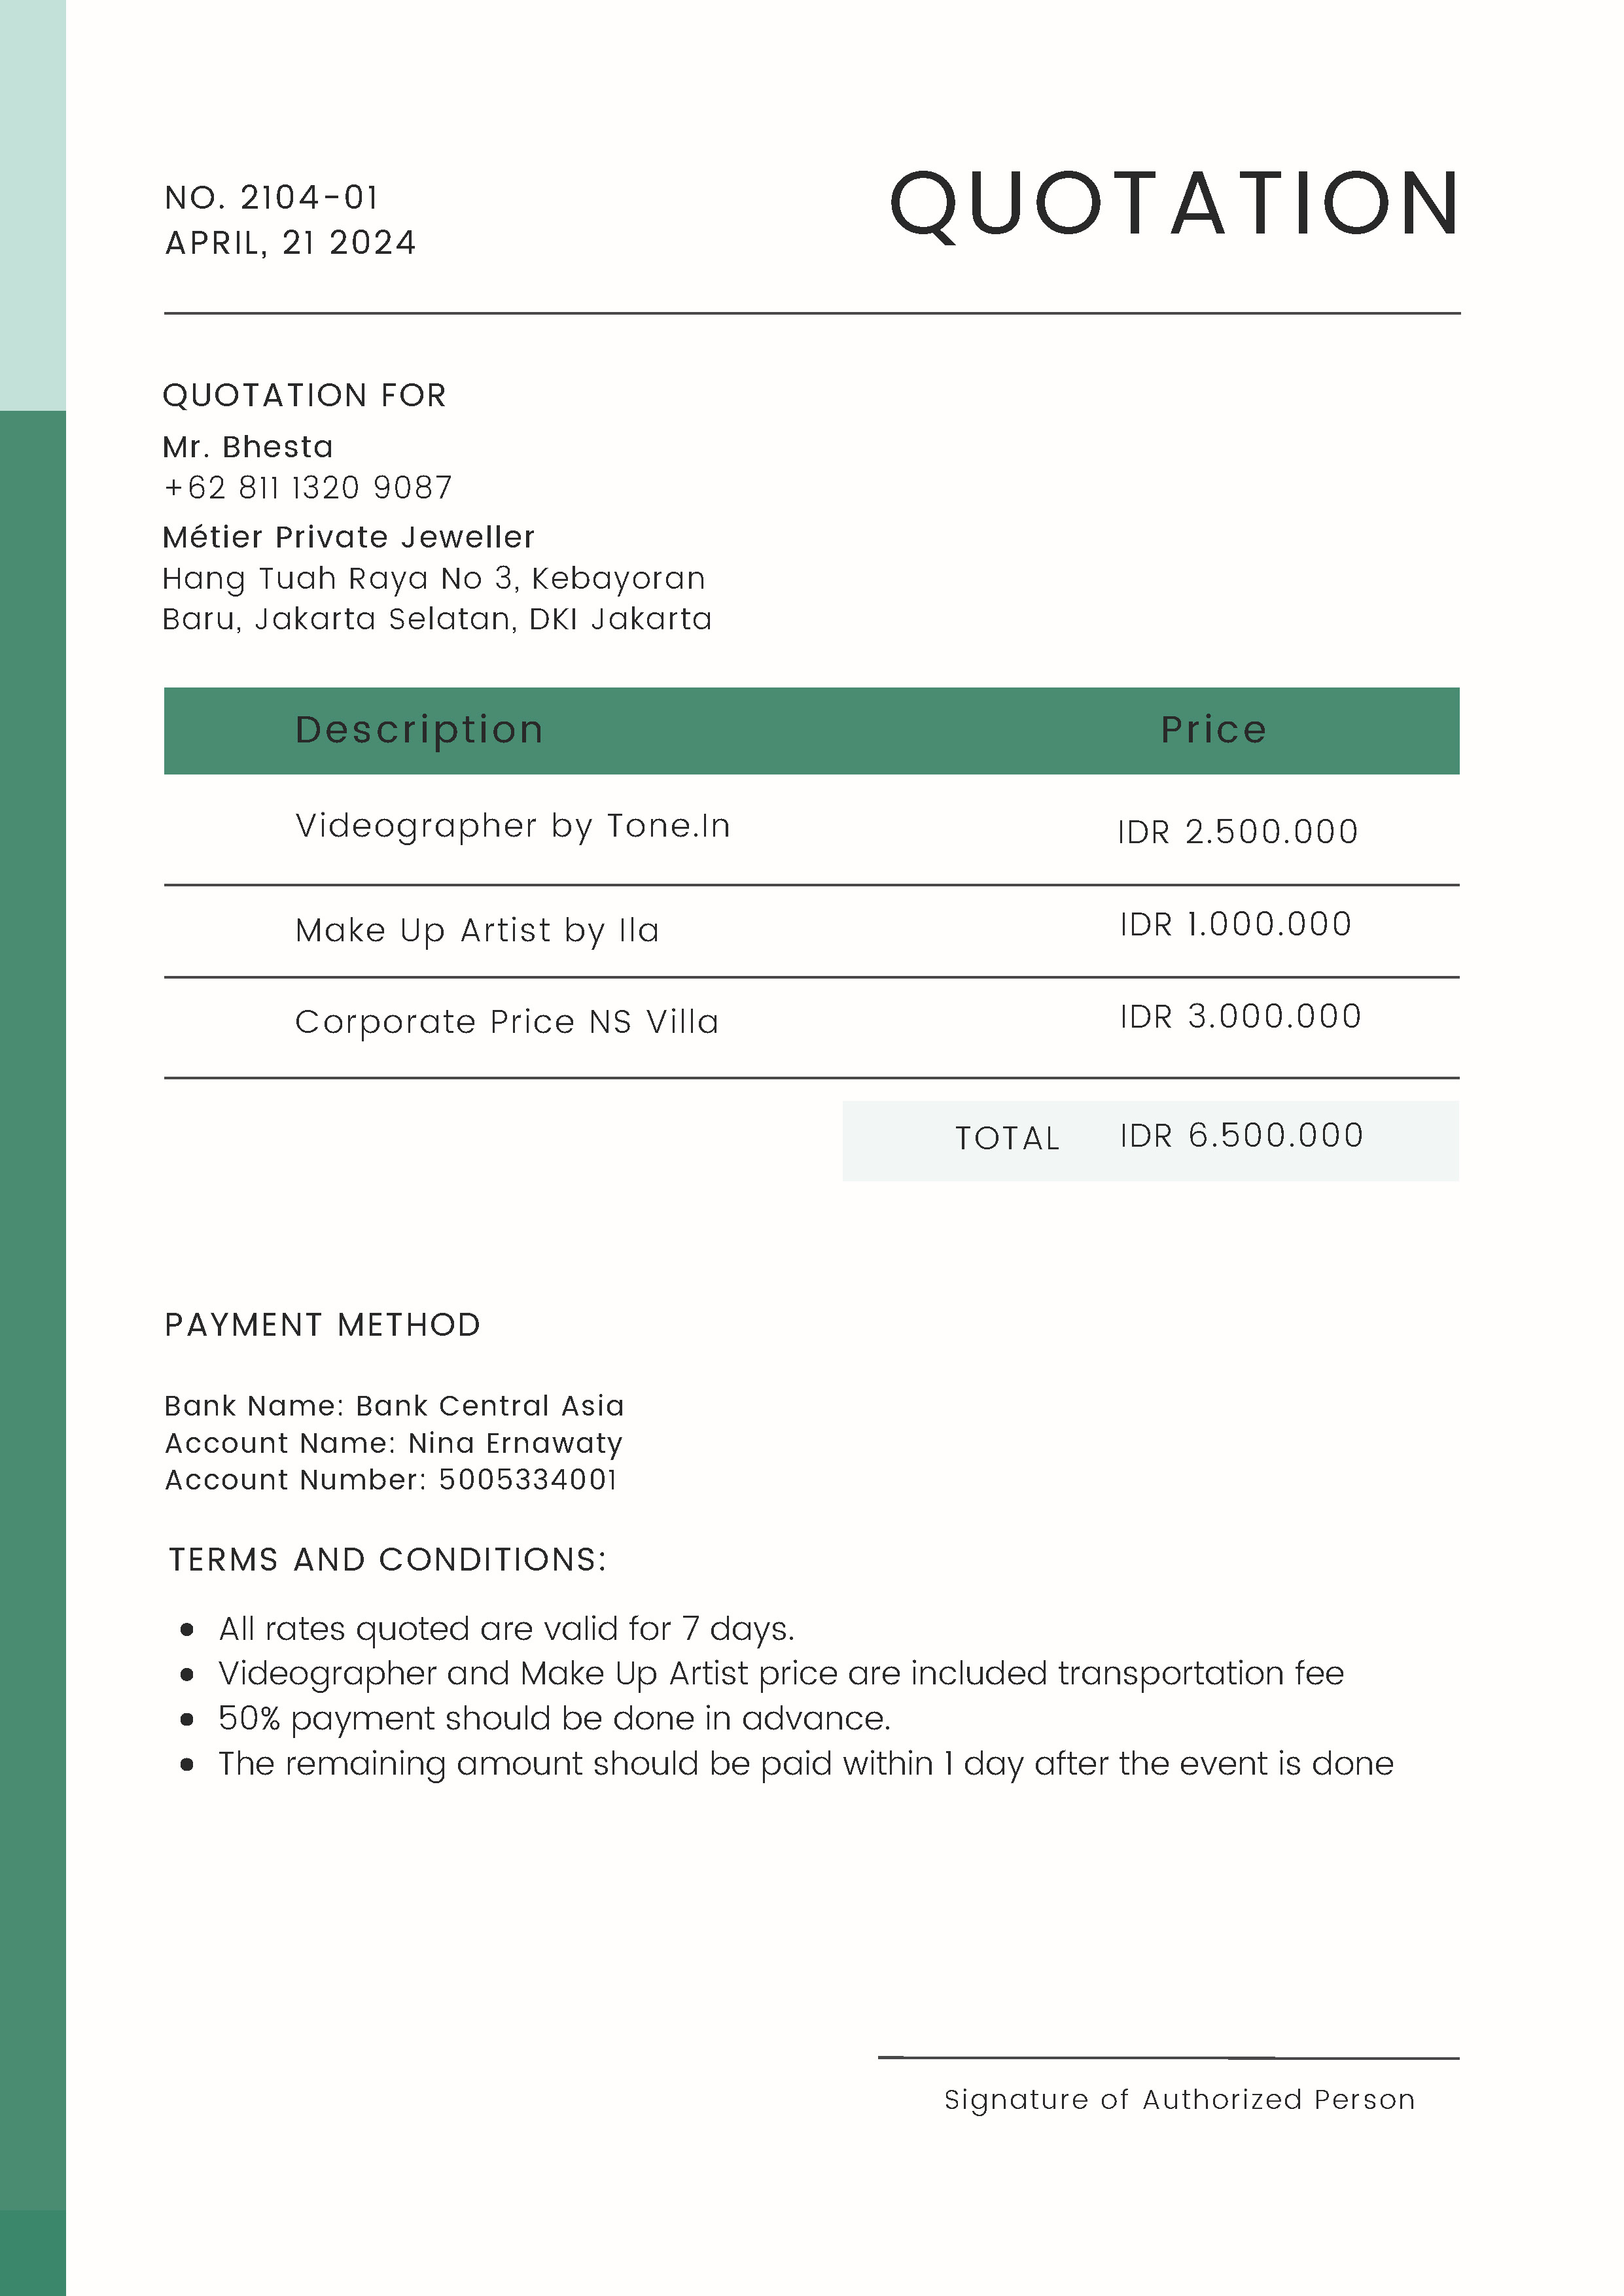 NO. 2104-01
APRIL, 21 2024
QUOTATION
QUOTATION FOR
Mr. Bhesta
+62 811 1320 9087
Métier Private Jeweller
Hang Tuah Raya No 3, Kebayoran
Baru, Jakarta Selatan, DKI Jakarta
Description Price
Videographer by Tone.In IDR 2.500.000
Make Up Artist by Ila IDR 1.000.000
Corporate Price NS Villa IDR 3.000.000
TOTAL IDR 6.500.000
PAYMENT METHOD
Bank Name: Bank Central Asia
Account Name: Nina Ernawaty
Account Number: 5005334001
TERMS AND CONDITIONS:
• All rates quoted are valid for 7 days.
• Videographer and Make Up Artist price are included transportation fee
• 50% payment should be done in advance.
• The remaining amount should be paid within 1 day after the event is done
Signature of Authorized Person